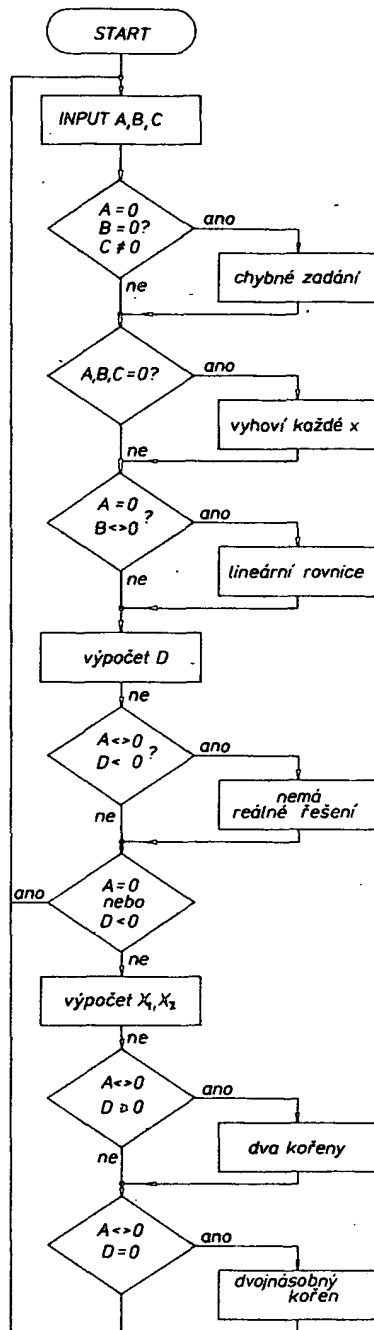 START
INPUT A,B,C
A=0
B=0?
C≠0
ano
chybné zadání
ne
A,B,C=0?
ano
vyhoví každé x
ne
A=0
B<>0 ?
ano
lineární rovnice
ne
výpočet D
ne
A<>0
D< 0 ?
ano
nemá
reálné řešení
ne
ano
A=0
nebo
D<0
ne
výpočet X₁,X₂
ne
A<>0
ano
dva kořeny
ne
A<>0
D=0
ano
dvojnásobný
kořen